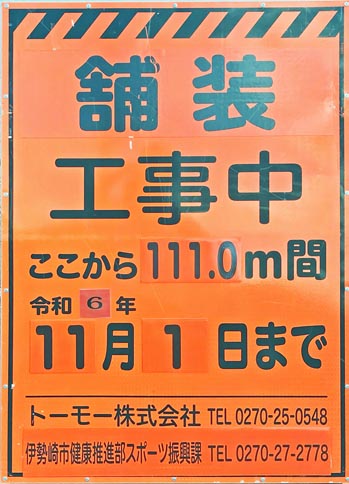 舗装
工事中
ここから111.0m間
令和6年
11月1日まで
トーモー株式会社 TEL 0270-25-0548
伊勢崎市健康推進部スポーツ振興課 TEL 0270-27-2778